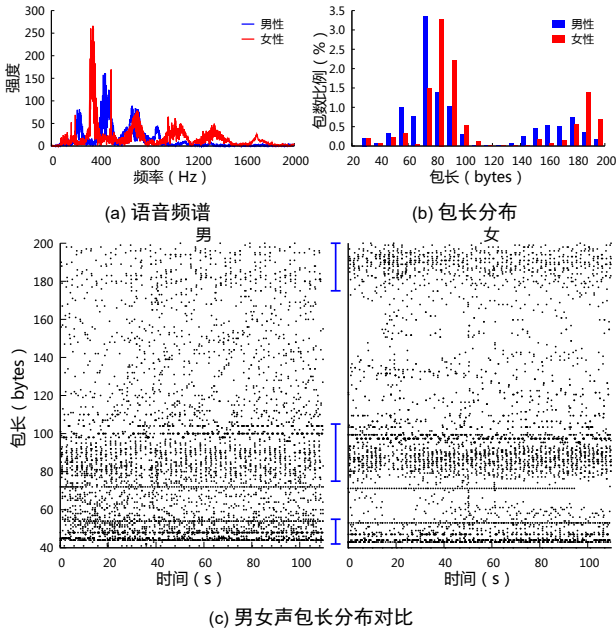 300
250
200
150
100
50
0
强度
男性
女性
0 400 800 1200 1600 2000
频率（Hz）
(a) 语音频谱
3.5
3.0
2.5
2.0
1.5
1.0
0.5
0.0
包数比例（%）
男性
女性
20 40 60 80 100 120 140 160 180 200
包长（bytes）
(b) 包长分布
男
200
180
160
140
120
100
80
60
40
包长（bytes）
0 20 40 60 80 100
时间（s）
女
0 20 40 60 80 100
时间（s）
(c) 男女声包长分布对比